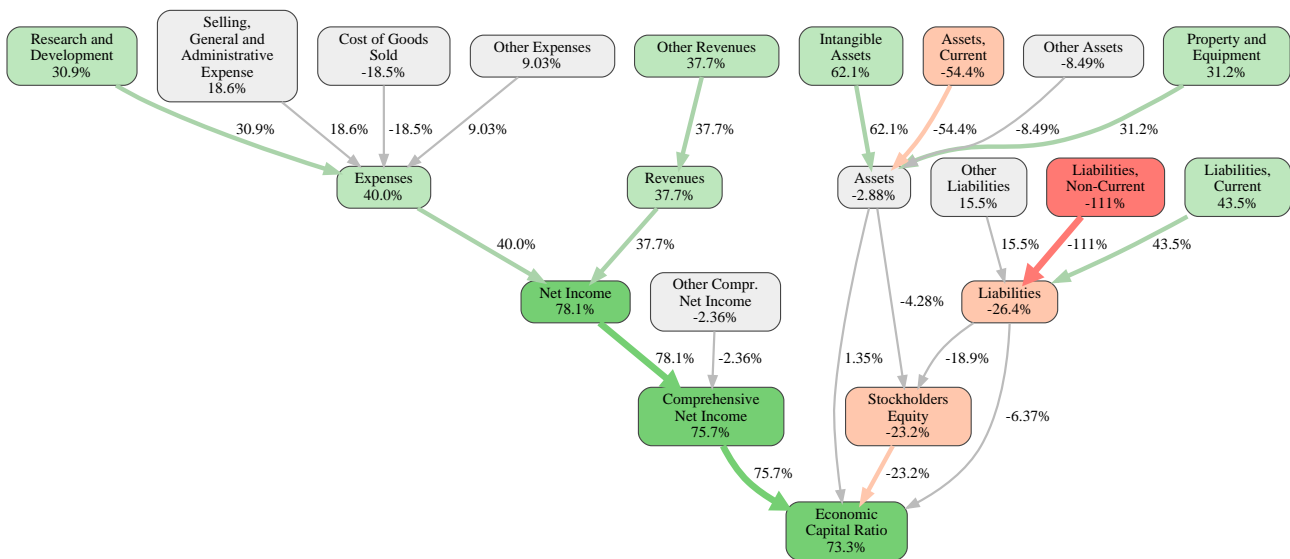 Research and
Development
30.9%
Selling,
General and
Administrative
Expense
18.6%
Cost of Goods
Sold
-18.5%
Other Expenses
9.03%
Other Revenues
37.7%
Intangible
Assets
62.1%
Assets,
Current
-54.4%
Other Assets
-8.49%
Property and
Equipment
31.2%
30.9%
18.6%
-18.5%
9.03%
37.7%
62.1%
-54.4%
-8.49%
31.2%
Expenses
40.0%
Revenues
37.7%
Assets
-2.88%
Other
Liabilities
15.5%
Liabilities,
Non-Current
-111%
Liabilities,
Current
43.5%
40.0%
37.7%
15.5%
-111%
43.5%
Net Income
78.1%
Other Compr.
Net Income
-2.36%
-4.28%
Liabilities
-26.4%
78.1%
-2.36%
1.35%
-18.9%
Comprehensive
Net Income
75.7%
Stockholders
Equity
-23.2%
-6.37%
75.7%
-23.2%
Economic
Capital Ratio
73.3%